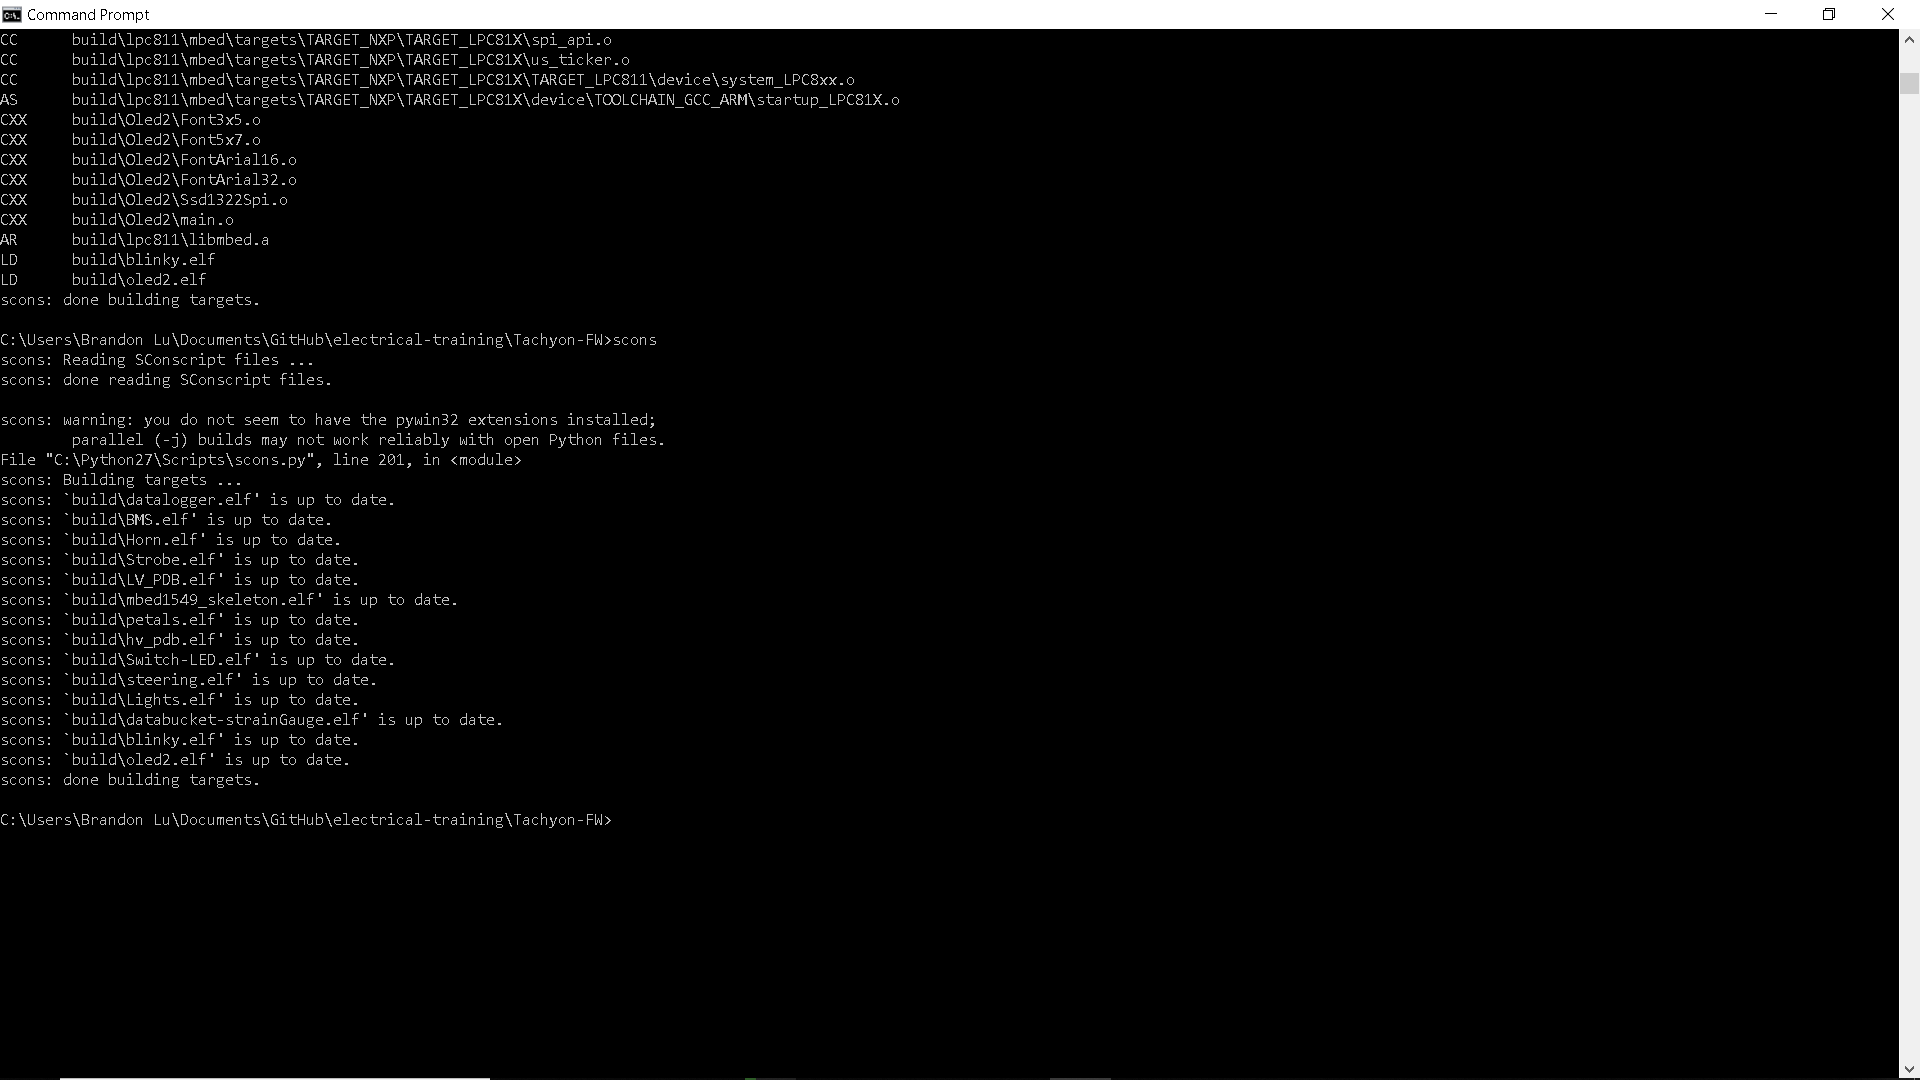 Command Prompt
CC      build\lpc811\mbed\targets\TARGET_NXP\TARGET_LPC81X\spi_api.o
CC      build\lpc811\mbed\targets\TARGET_NXP\TARGET_LPC81X\us_ticker.o
CC      build\lpc811\mbed\targets\TARGET_NXP\TARGET_LPC81X\TARGET_LPC811\device\system_LPC8xx.o
AS      build\lpc811\mbed\targets\TARGET_NXP\TARGET_LPC81X\device\TOOLCHAIN_GCC_ARM\startup_LPC81X.o
CXX     build\Oled2\Font3x5.o
CXX     build\Oled2\Font5x7.o
CXX     build\Oled2\FontArial16.o
CXX     build\Oled2\FontArial32.o
CXX     build\Oled2\Ssd1322Spi.o
CXX     build\Oled2\main.o
AR      build\lpc811\libmbed.a
LD      build\blinky.elf
LD      build\oled2.elf
scons: done building targets.

C:\Users\Brandon Lu\Documents\GitHub\electrical-training\Tachyon-FW>scons
scons: Reading SConscript files ...
scons: done reading SConscript files.

scons: warning: you do not seem to have the pywin32 extensions installed;
        parallel (-j) builds may not work reliably with open Python files.
File "C:\Python27\Scripts\scons.py", line 201, in <module>
scons: Building targets ...
scons: `build\datalogger.elf' is up to date.
scons: `build\BMS.elf' is up to date.
scons: `build\Horn.elf' is up to date.
scons: `build\Strobe.elf' is up to date.
scons: `build\LV_PDB.elf' is up to date.
scons: `build\mbed1549_skeleton.elf' is up to date.
scons: `build\petals.elf' is up to date.
scons: `build\hv_pdb.elf' is up to date.
scons: `build\Switch-LED.elf' is up to date.
scons: `build\steering.elf' is up to date.
scons: `build\Lights.elf' is up to date.
scons: `build\databucket-strainGauge.elf' is up to date.
scons: `build\blinky.elf' is up to date.
scons: `build\oled2.elf' is up to date.
scons: done building targets.

C:\Users\Brandon Lu\Documents\GitHub\electrical-training\Tachyon-FW>